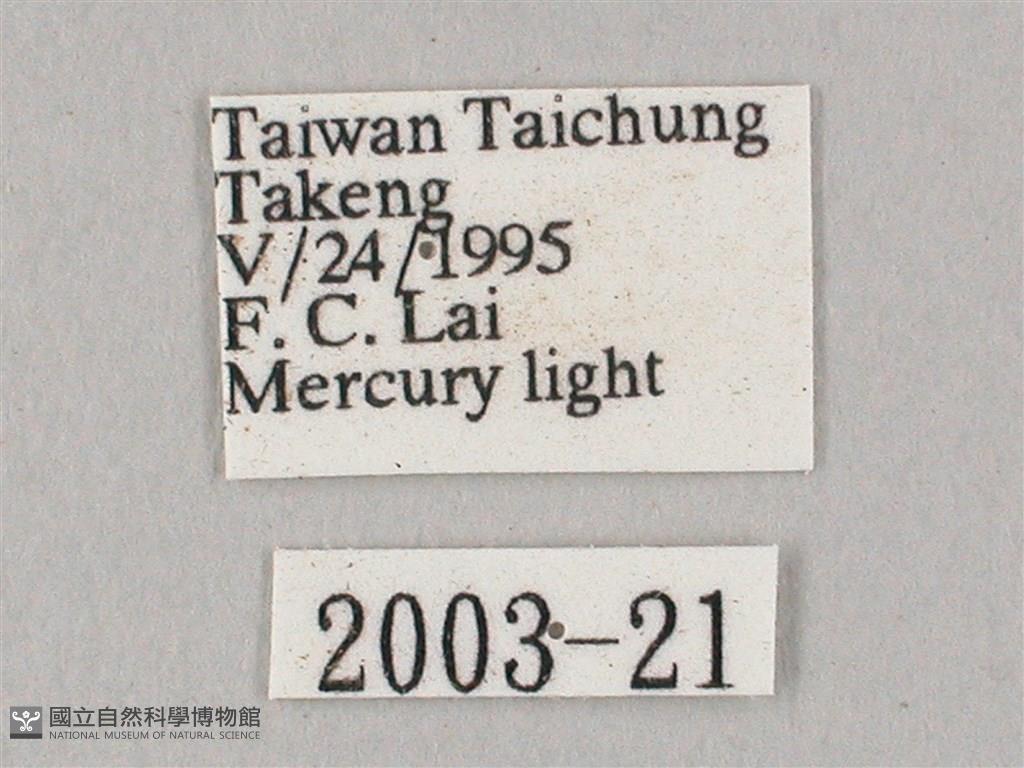 Taiwan Taichung
Takeng
V/24/1995
F. C. Lai
Mercury light
2003-21
國立自然科學博物館
NATIONAL MUSEUM OF NATURAL SCIENCE